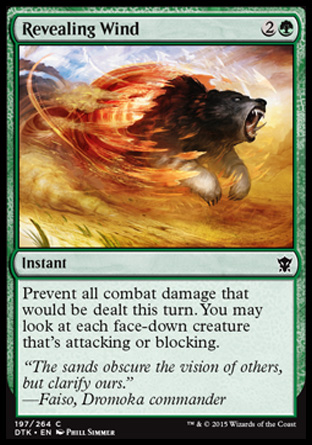 Revealing Wind 2
Instant
Prevent all combat damage that
would be dealt this turn. You may
look at each face-down creature
that's attacking or blocking.
"The sands obscure the vision of others,
but clarify ours."
—Faiso, Dromoka commander
197/264 C
DTK • EN PHILL SIMMER
™ & © 2015 Wizards of the Coast